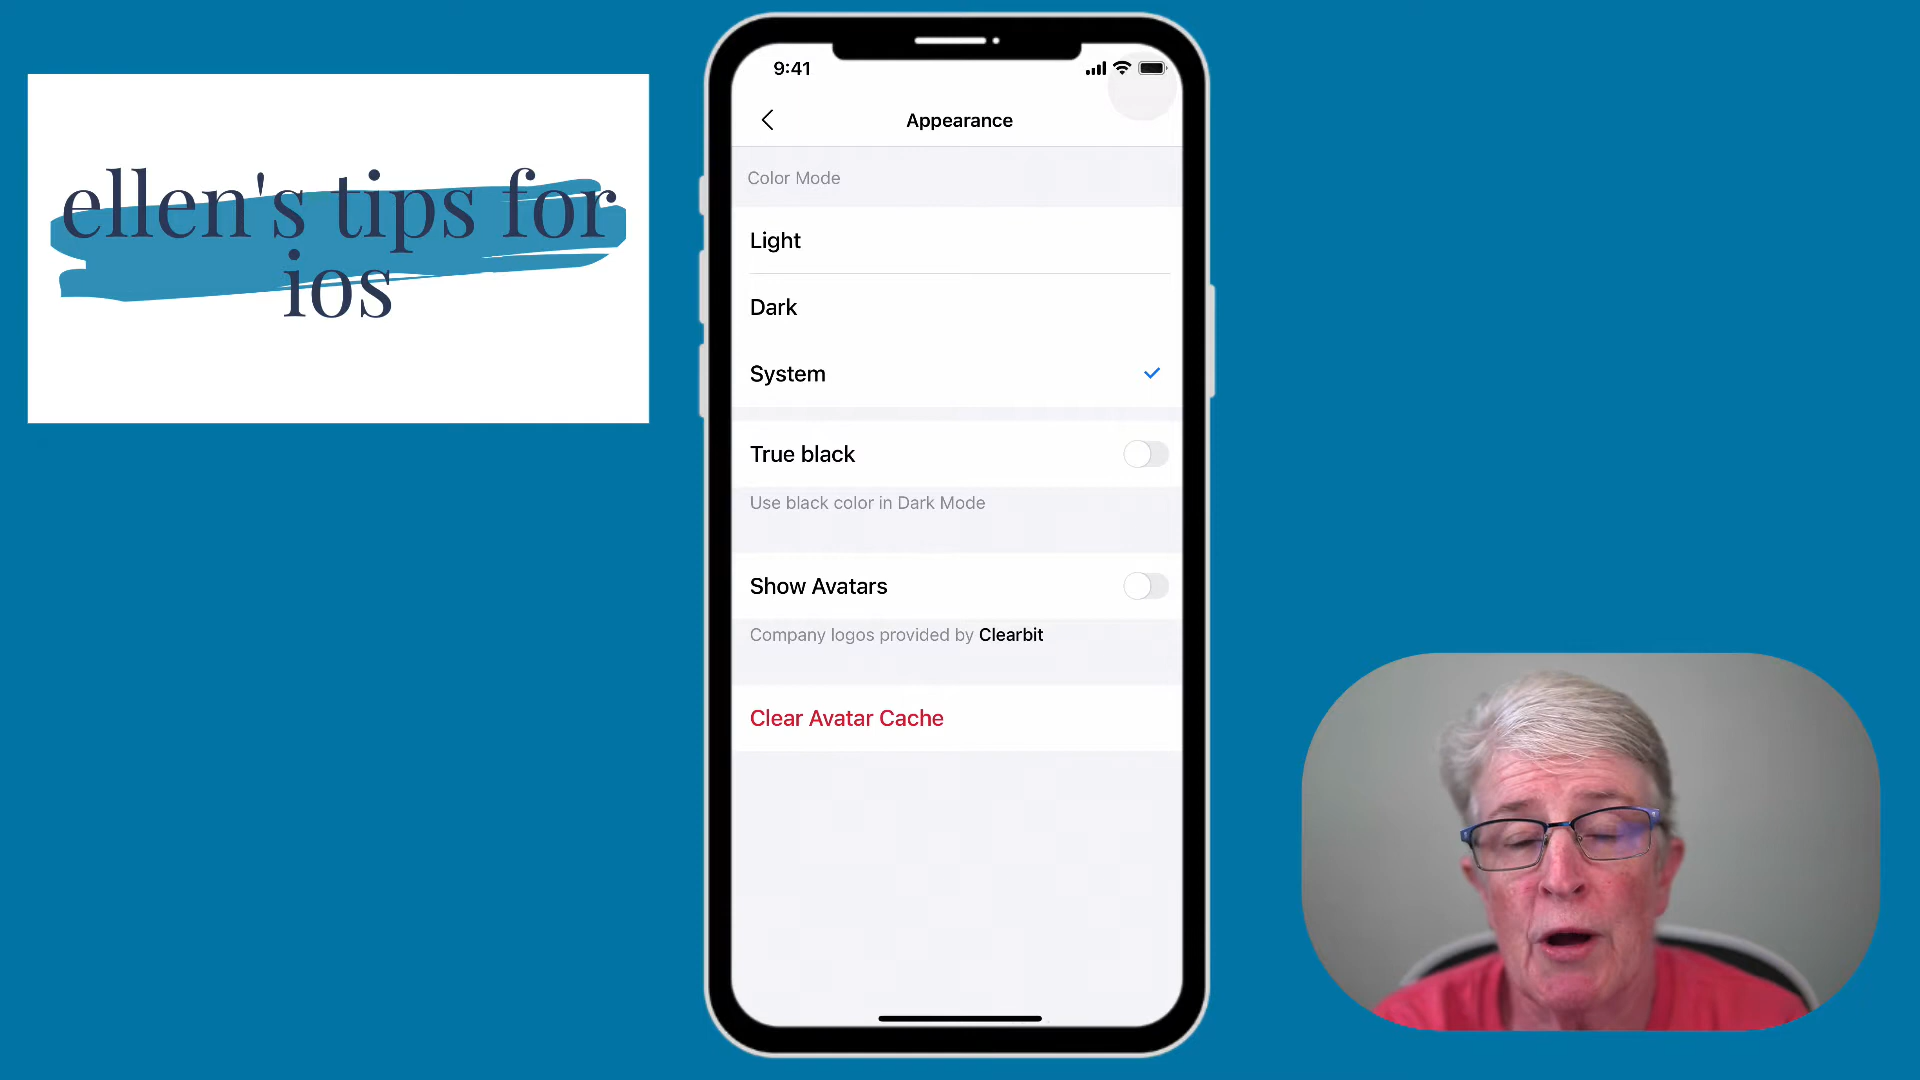 ellen's tips for
ios
9:41
Appearance
Color Mode
Light
Dark
System
True black
Use black color in Dark Mode
Show Avatars
Company logos provided by Clearbit
Clear Avatar Cache